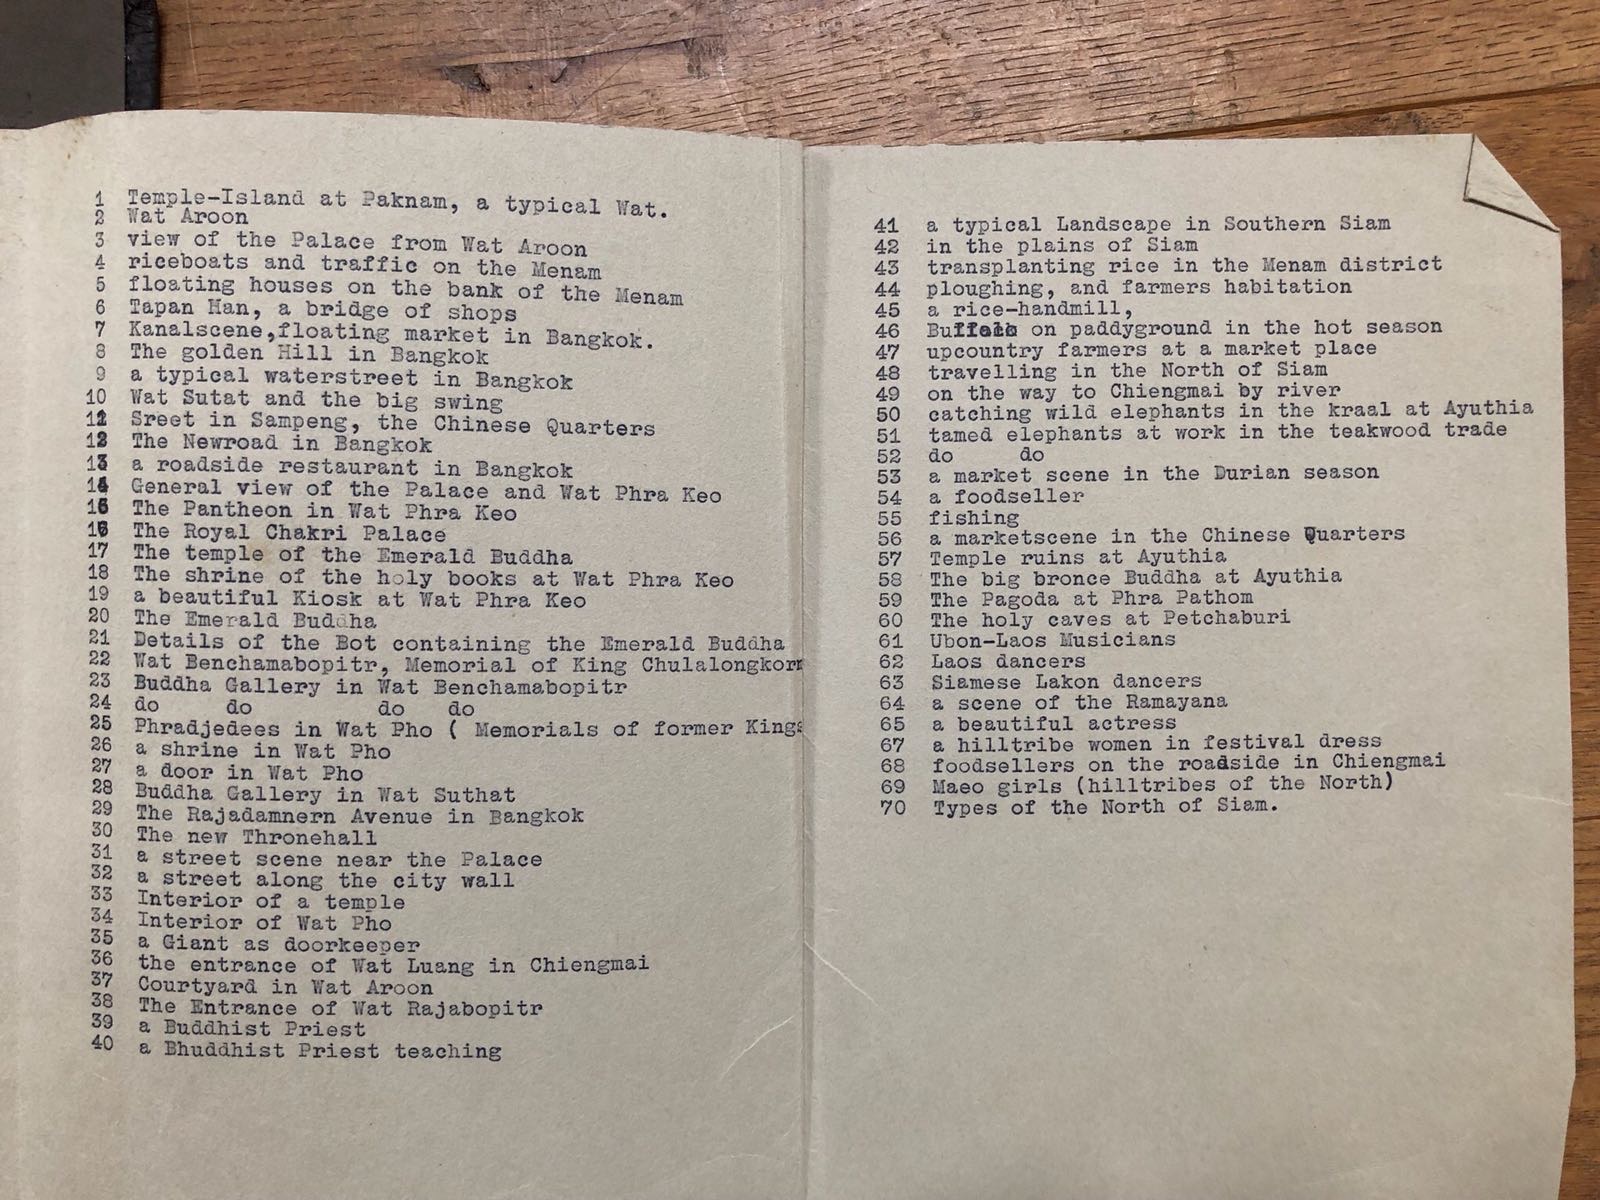 1 Temple-Island at Paknam, a typical Wat.
2 Wat Aroon
3 view of the Palace from Wat Aroon
4 riceboats and traffic on the Menam
5 floating houses on the bank of the Menam
6 Tapan Han, a bridge of shops
7 Kanalscene,floating market in Bangkok.
8 The golden Hill in Bangkok
9 a typical waterstreet in Bangkok
10 Wat Sutat and the big swing
11 Sreet in Sampeng, the Chinese Quarters
12 The Newroad in Bangkok
13 a roadside restaurant in Bangkok
14 General view of the Palace and Wat Phra Keo
15 The Pantheon in Wat Phra Keo
16 The Royal Chakri Palace
17 The temple of the Emerald Buddha
18 The shrine of the holy books at Wat Phra Keo
19 a beautiful Kiosk at Wat Phra Keo
20 The Emerald Buddha
21 Details of the Bot containing the Emerald Buddha
22 Wat Benchamabopitr, Memorial of King Chulalongkorn
23 Buddha Gallery in Wat Benchamabopitr
24 do do do do
25 Phradjedees in Wat Pho ( Memorials of former Kings
26 a shrine in Wat Pho
27 a door in Wat Pho
28 Buddha Gallery in Wat Suthat
29 The Rajadamnern Avenue in Bangkok
30 The new Thronehall
31 a street scene near the Palace
32 a street along the city wall
33 Interior of a temple
34 Interior of Wat Pho
35 a Giant as doorkeeper
36 the entrance of Wat Luang in Chiengmai
37 Courtyard in Wat Aroon
38 The Entrance of Wat Rajabopitr
39 a Buddhist Priest
40 a Bhuddhist Priest teaching
41 a typical Landscape in Southern Siam
42 in the plains of Siam
43 transplanting rice in the Menam district
44 ploughing, and farmers habitation
45 a rice-handmill,
46 on paddyground in the hot season
47 upcountry farmers at a market place
48 travelling in the North of Siam
49 on the way to Chiengmai by river
50 catching wild elephants in the kraal at Ayuthia
51 tamed elephants at work in the teakwood trade
52 do do
53 a market scene in the Durian season
54 a foodseller
55 fishing
56 a marketscene in the Chinese Quarters
57 Temple ruins at Ayuthia
58 The big bronce Buddha at Ayuthia
59 The Pagoda at Phra Pathom
60 The holy caves at Petchaburi
61 Ubon-Laos Musicians
62 Laos dancers
63 Siamese Lakon dancers
64 a scene of the Ramayana
65 a beautiful actress
67 a hilltribe women in festival dress
68 foodsellers on the roadside in Chiengmai
69 Maeo girls (hilltribes of the North)
70 Types of the North of Siam.